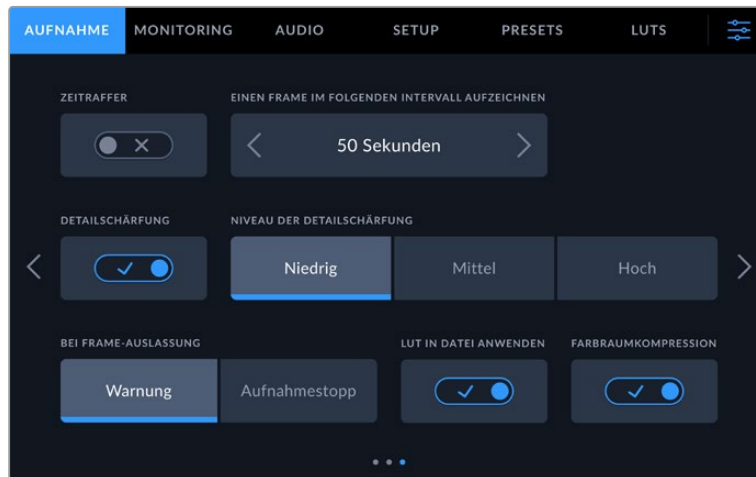 AUFNAHME MONITORING AUDIO SETUP PRESETS LUTS
ZEITRAFFER EINEN FRAME IM FOLGENDEN INTERVALL AUFZEICHNEN
50 Sekunden
DETAILSCHÄRFUNG NIVEAU DER DETAILSCHÄRFUNG
Niedrig Mittel Hoch
BEI FRAME-AUSLASSUNG LUT IN DATEI ANWENDEN FARBRAUMKOMPRESSION
Warnung Aufnahmestopp